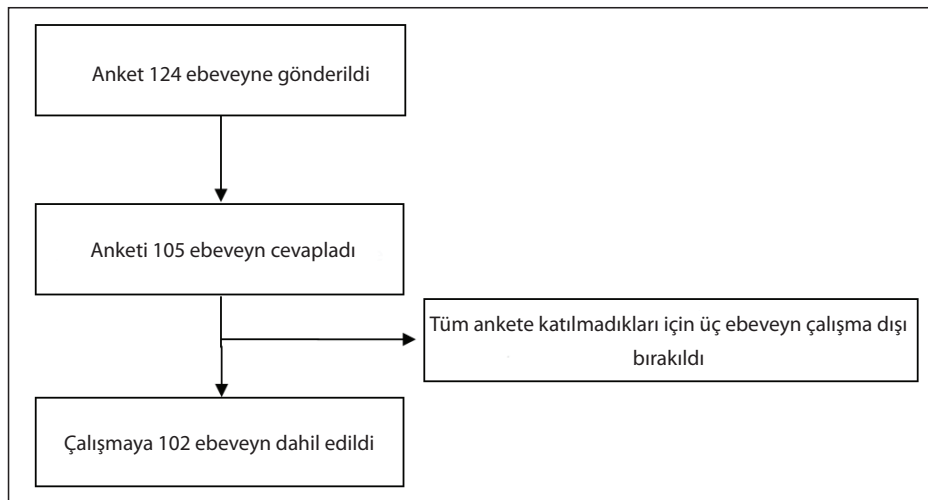 Anket 124 ebeveyne gönderildi
Anketi 105 ebeveyn cevapladı
Tüm ankete katılmadıkları için üç ebeveyn çalışma dışı
bırakıldı
Çalışmaya 102 ebeveyn dahil edildi